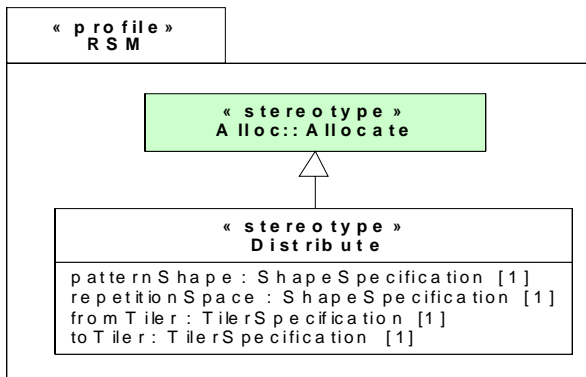 « profile»
RSM
« stereotype»
Alloc::Allocate
« stereotype»
Distribute
patternShape : ShapeSpecification [1]
repetitionSpace : ShapeSpecification [1]
fromTiler : TilerSpecification [1]
toTiler: TilerSpecification [1]